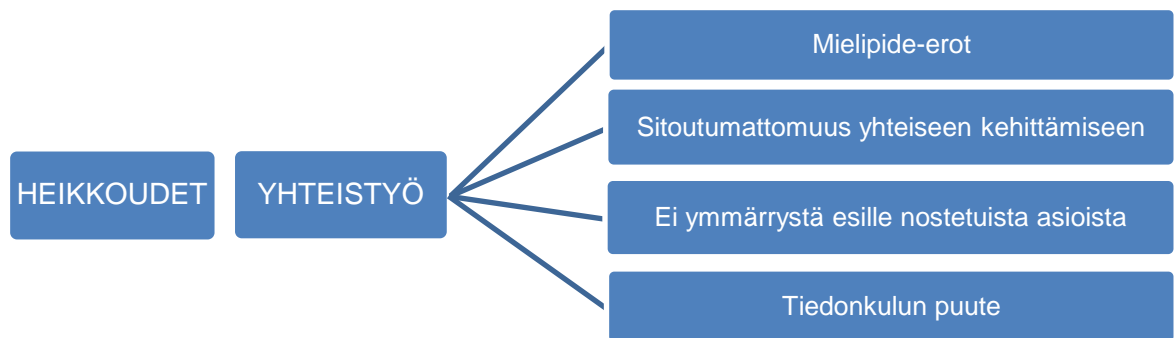 HEIKKOUDET
YHTEISTYÖ
Mielipide-erot
Sitoutumattomuus yhteiseen kehittämiseen
Ei ymmärrystä esille nostetuista asioista
Tiedonkulun puute